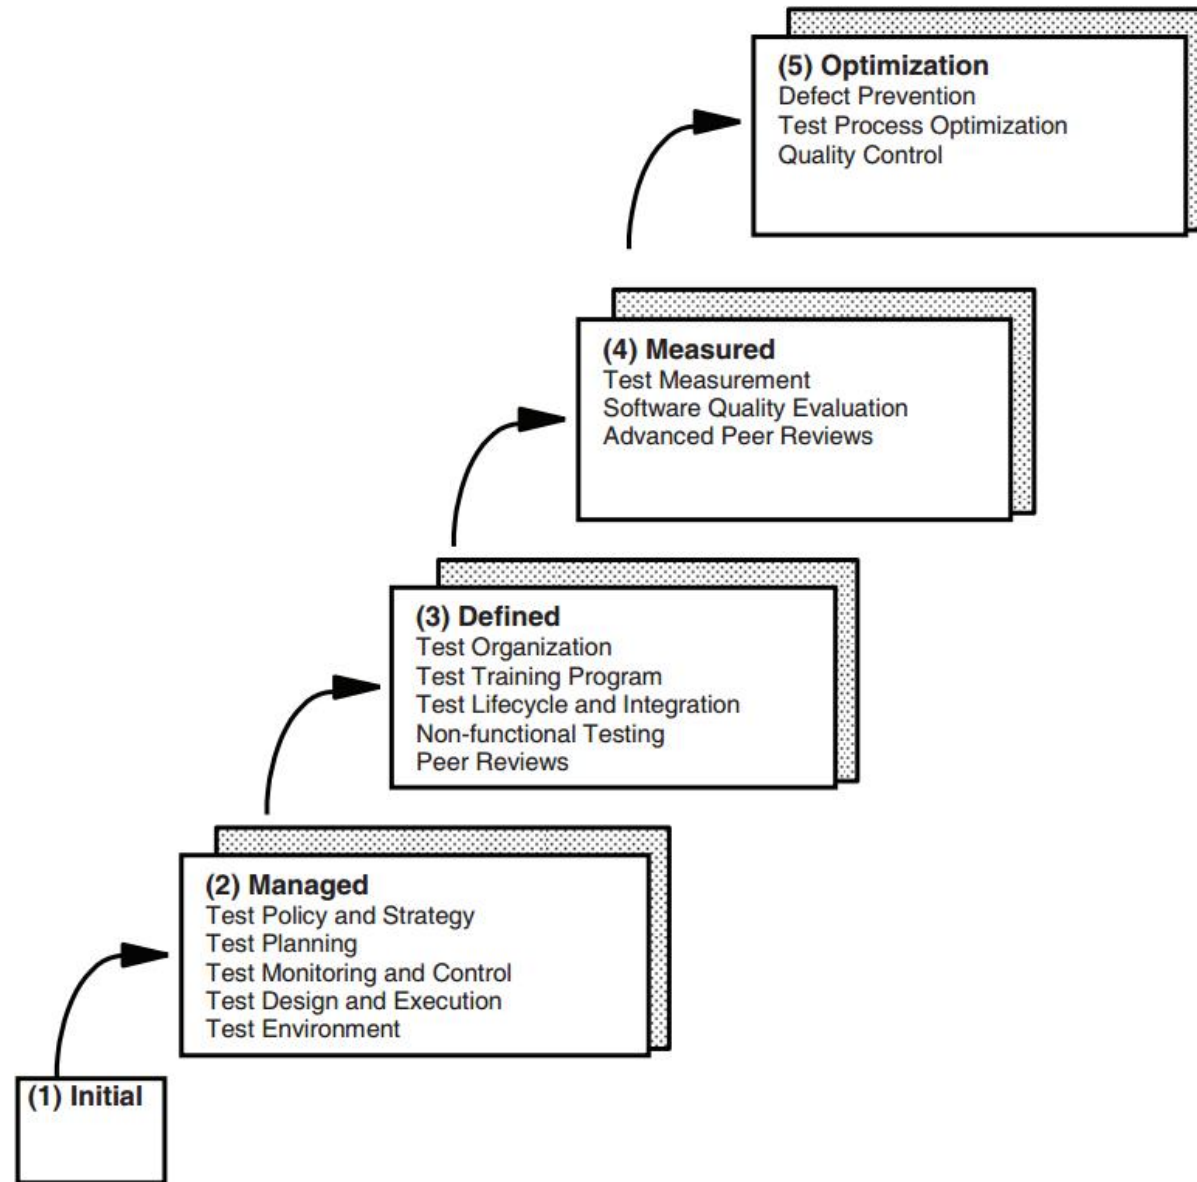 (5) Optimization
Defect Prevention
Test Process Optimization
Quality Control
(4) Measured
Test Measurement
Software Quality Evaluation
Advanced Peer Reviews
(3) Defined
Test Organization
Test Training Program
Test Lifecycle and Integration
Non-functional Testing
Peer Reviews
(2) Managed
Test Policy and Strategy
Test Planning
Test Monitoring and Control
Test Design and Execution
Test Environment
(1) Initial